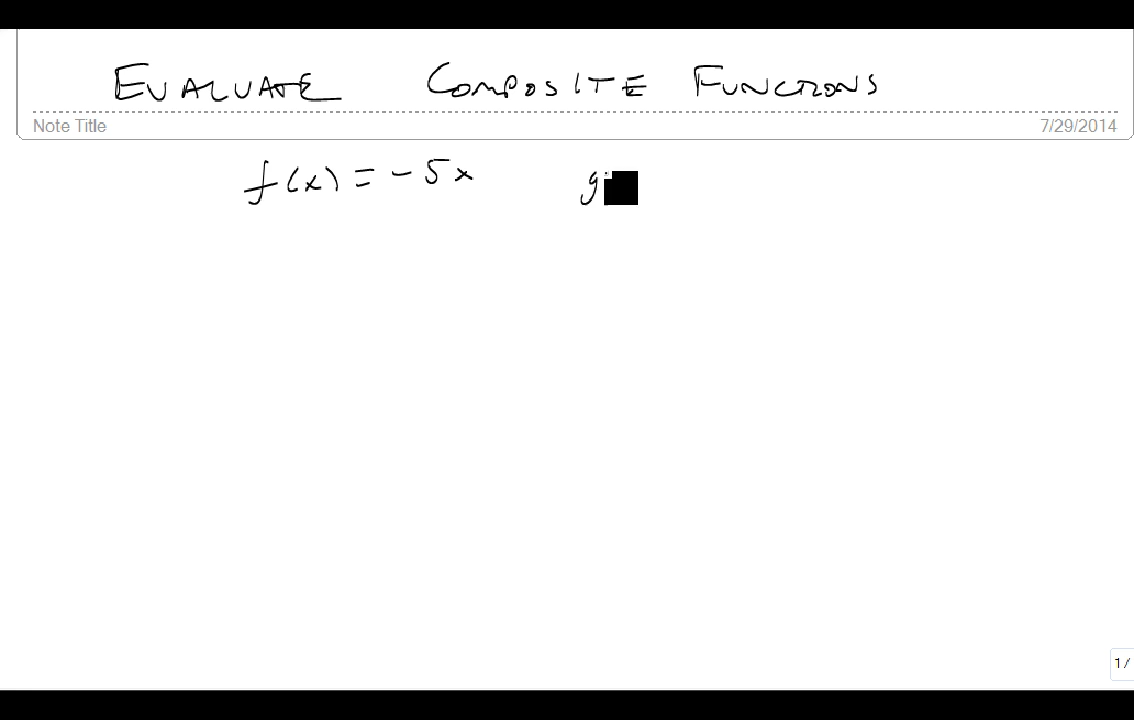 EVALUATE COMPOSITE FUNCTIONS
Note Title 7/29/2014
f(x) = -5x g
1/